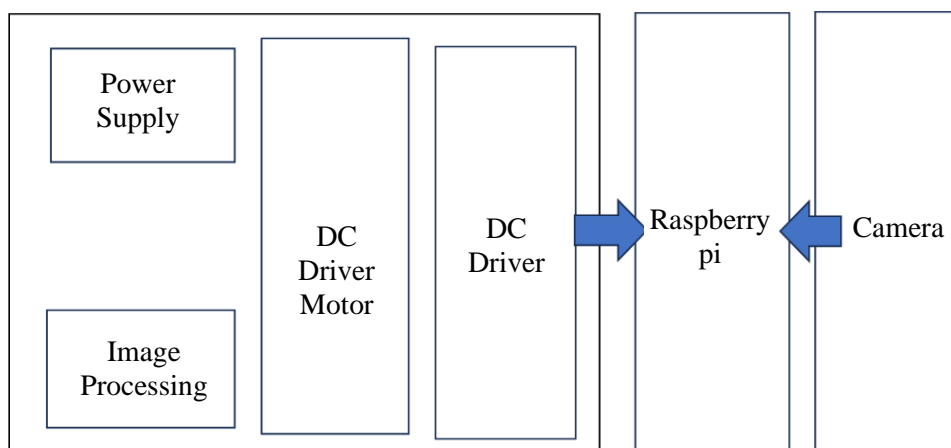 Power
Supply
Image
Processing
DC
Driver
Motor
DC
Driver
Raspberry
pi
Camera